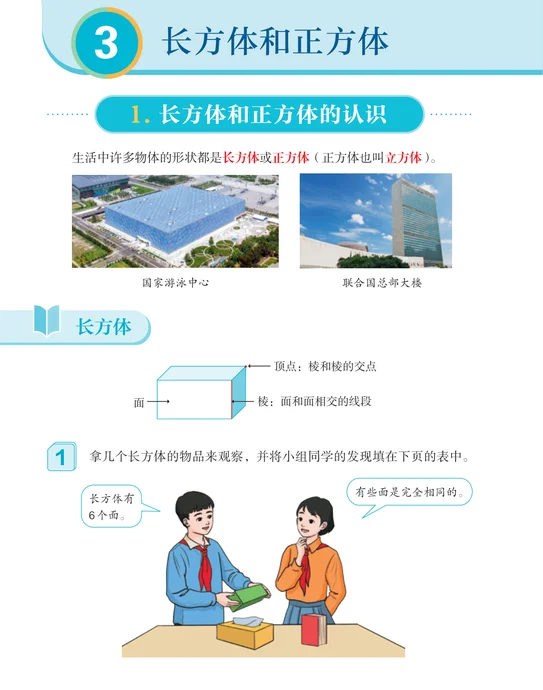 3
长方体和正方体
1. 长方体和正方体的认识
生活中许多物体的形状都是长方体或正方体（正方体也叫立方体）。
国家游泳中心
联合国总部大楼
长方体
顶点：棱和棱的交点
面
棱：面和面相交的线段
1
拿几个长方体的物品来观察，并将小组同学的发现填在下页的表中。
长方体有
6个面。
有些面是完全相同的。